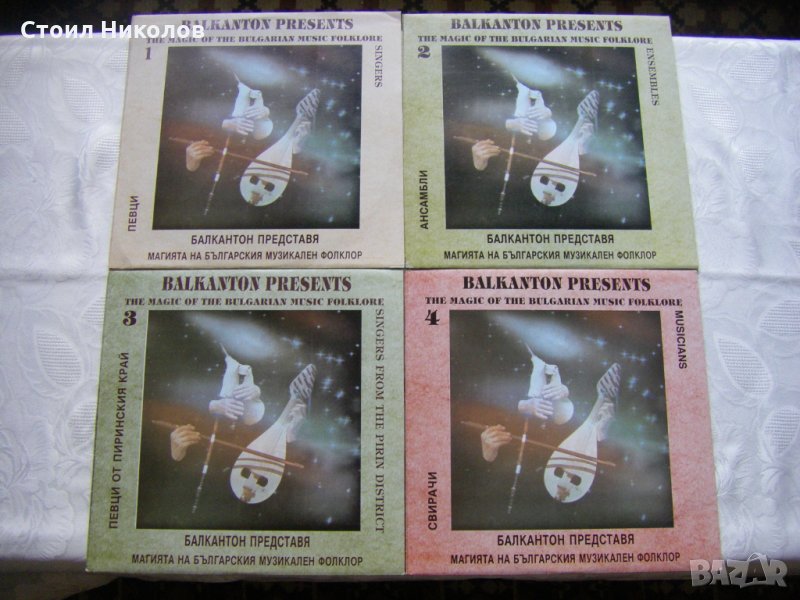 Стоил Николов
BALKANTON PRESENTS
THE MAGIC OF THE BULGARIAN MUSIC FOLKLORE
1
SINGERS
ПЕВЦИ
БАЛКАНТОН ПРЕДСТАВЯ
МАГИЯТА НА БЪЛГАРСКИЯ МУЗИКАЛЕН ФОЛКЛОР
BALKANTON PRESENTS
THE MAGIC OF THE BULGARIAN MUSIC FOLKLORE
2
ENSEMBLES
АНСАМБЛИ
БАЛКАНТОН ПРЕДСТАВЯ
МАГИЯТА НА БЪЛГАРСКИЯ МУЗИКАЛЕН ФОЛКЛОР
BALKANTON PRESENTS
THE MAGIC OF THE BULGARIAN MUSIC FOLKLORE
3
SINGERS FROM THE PIRIN DISTRICT
ПЕВЦИ ОТ ПИРИНСКИЯ КРАЙ
БАЛКАНТОН ПРЕДСТАВЯ
МАГИЯТА НА БЪЛГАРСКИЯ МУЗИКАЛЕН ФОЛКЛОР
BALKANTON PRESENTS
THE MAGIC OF THE BULGARIAN MUSIC FOLKLORE
4
MUSICIANS
СВИРАЧИ
БАЛКАНТОН ПРЕДСТАВЯ
МАГИЯТА НА БЪЛГАРСКИЯ МУЗИКАЛЕН ФОЛКЛОР
BAZAR